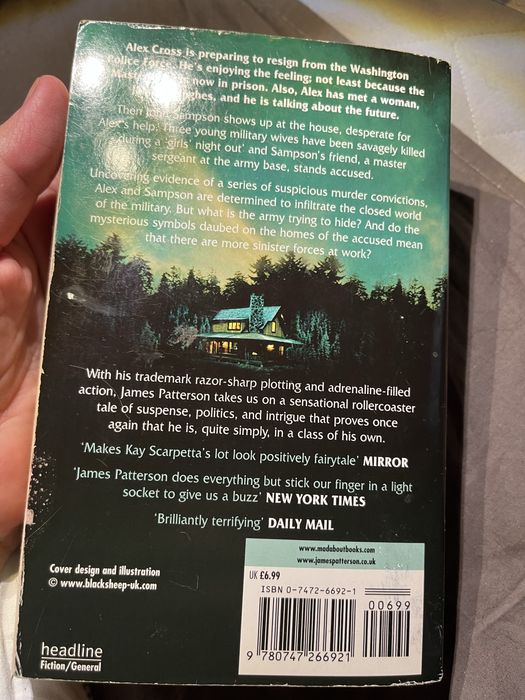 Alex Cross is preparing to resign from the Washington
Police Force. He's enjoying the feeling; not least because the
now in prison. Also, Alex has met a woman,
and he is talking about the future.
Then John Sampson shows up at the house, desperate for
Alex's help. Three young military wives have been savagely killed
during a 'girls' night out' and Sampson's friend, a master
sergeant at the army base, stands accused.
Uncovering evidence of a series of suspicious murder convictions,
Alex and Sampson are determined to infiltrate the closed world
of the military. But what is the army trying to hide? And do the
mysterious symbols daubed on the homes of the accused mean
that there are more sinister forces at work?
With his trademark razor-sharp plotting and adrenaline-filled
action, James Patterson takes us on a sensational rollercoaster
tale of suspense, politics, and intrigue that proves once
again that he is, quite simply, in a class of his own.
'Makes Kay Scarpetta's lot look positively fairytale' MIRROR
'James Patterson does everything but stick our finger in a light
socket to give us a buzz' NEW YORK TIMES
'Brilliantly terrifying' DAILY MAIL
www.madaboutbooks.com
www.jamespatterson.co.uk
Cover design and illustration
© www.blacksheep-uk.com
UK £6.99
ISBN 0-7472-6692-1
00699
9 780747 266921
headline
Fiction/General